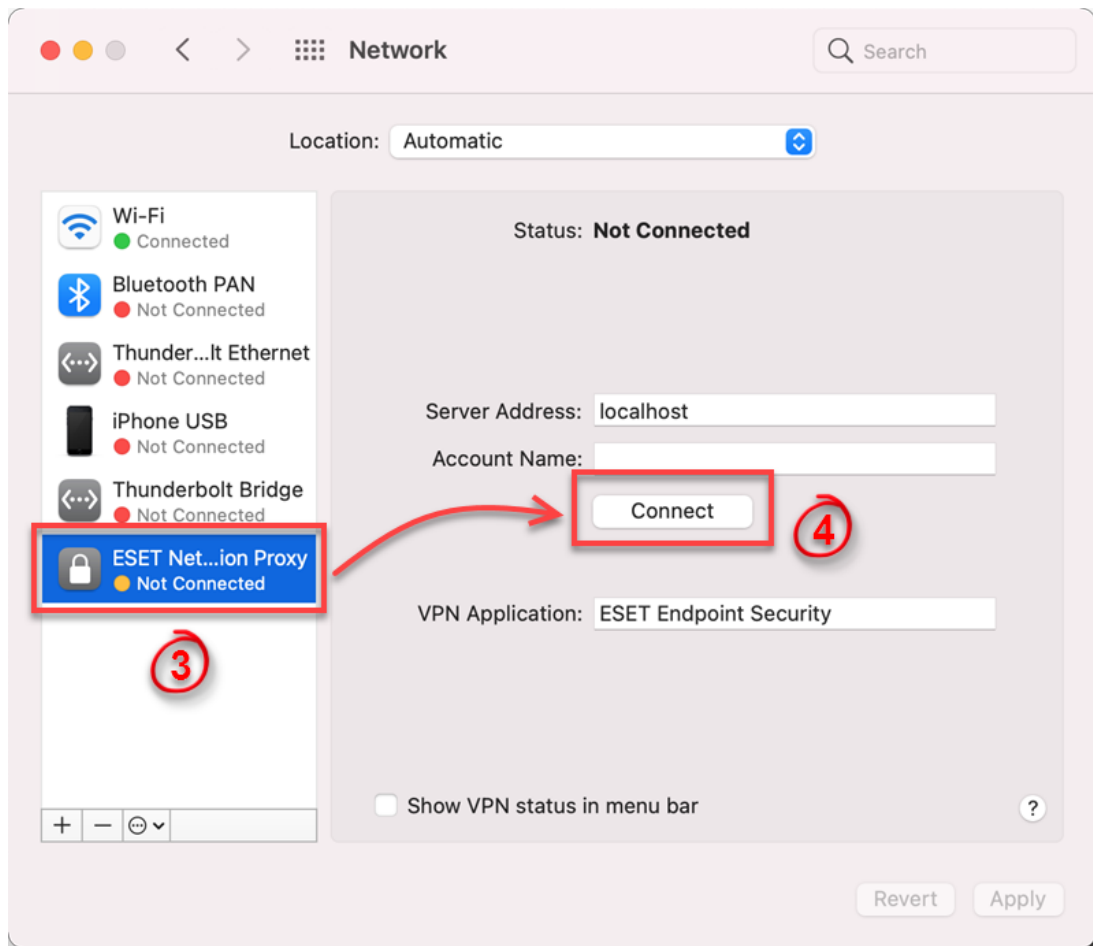 Network
Search
Location: Automatic
Wi-Fi
Connected
Bluetooth PAN
Not Connected
Thunder...lt Ethernet
Not Connected
iPhone USB
Not Connected
Thunderbolt Bridge
Not Connected
ESET Net...ion Proxy
Not Connected
3
Status: Not Connected
Server Address: localhost
Account Name:
Connect
4
VPN Application: ESET Endpoint Security
Show VPN status in menu bar
?
Revert Apply